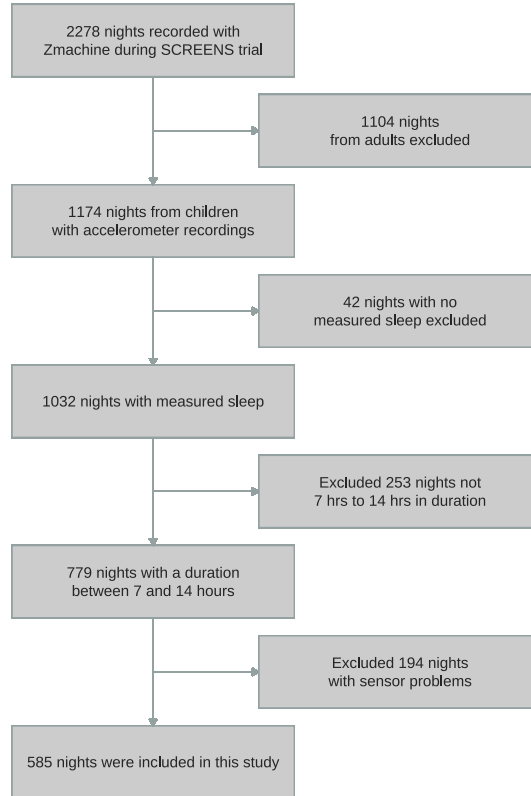 2278 nights recorded with
Zmachine during SCREENS trial
1104 nights
from adults excluded
1174 nights from children
with accelerometer recordings
42 nights with no
measured sleep excluded
1032 nights with measured sleep
Excluded 253 nights not
7 hrs to 14 hrs in duration
779 nights with a duration
between 7 and 14 hours
Excluded 194 nights
with sensor problems
585 nights were included in this study